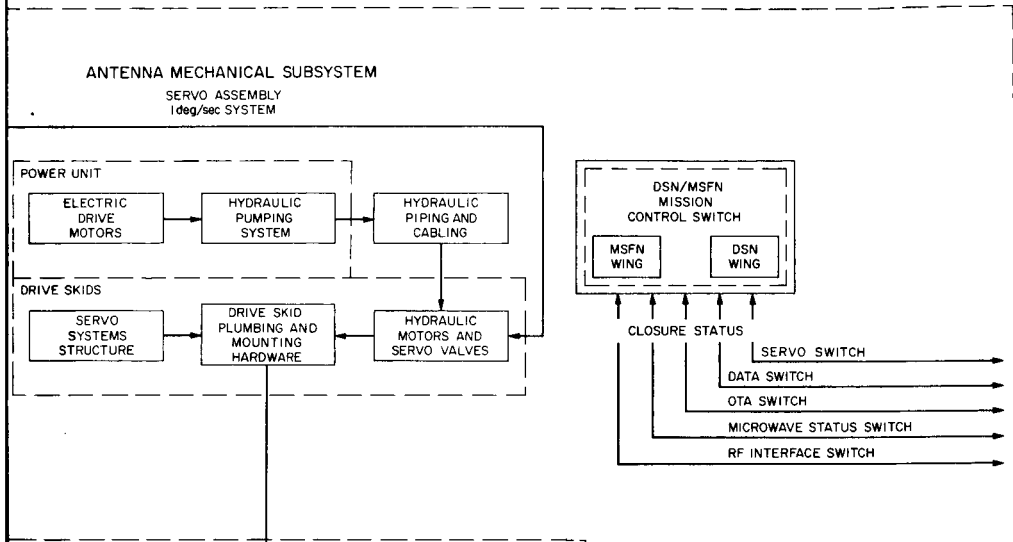 ANTENNA MECHANICAL SUBSYSTEM
SERVO ASSEMBLY
1 deg/sec SYSTEM
POWER UNIT
ELECTRIC
DRIVE
MOTORS
HYDRAULIC
PUMPING
SYSTEM
HYDRAULIC
PIPING AND
CABLING
DRIVE SKIDS
SERVO
SYSTEMS
STRUCTURE
DRIVE SKID
PLUMBING AND
MOUNTING
HARDWARE
HYDRAULIC
MOTORS AND
SERVO VALVES
DSN/MSFN
MISSION
CONTROL SWITCH
MSFN
WING
DSN
WING
CLOSURE STATUS
SERVO SWITCH
DATA SWITCH
OTA SWITCH
MICROWAVE STATUS SWITCH
RF INTERFACE SWITCH